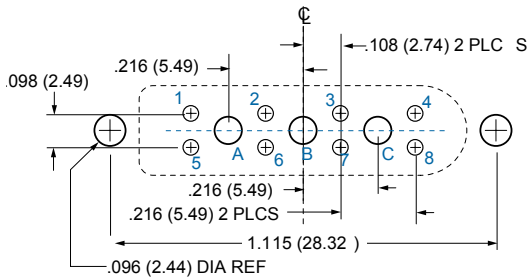 ℄
.108 (2.74) 2 PLC S
.216 (5.49)
.098 (2.49)
1 2 3 4
A B C
5 6 7 8
.216 (5.49)
.216 (5.49) 2 PLCS
1.115 (28.32 )
.096 (2.44) DIA REF